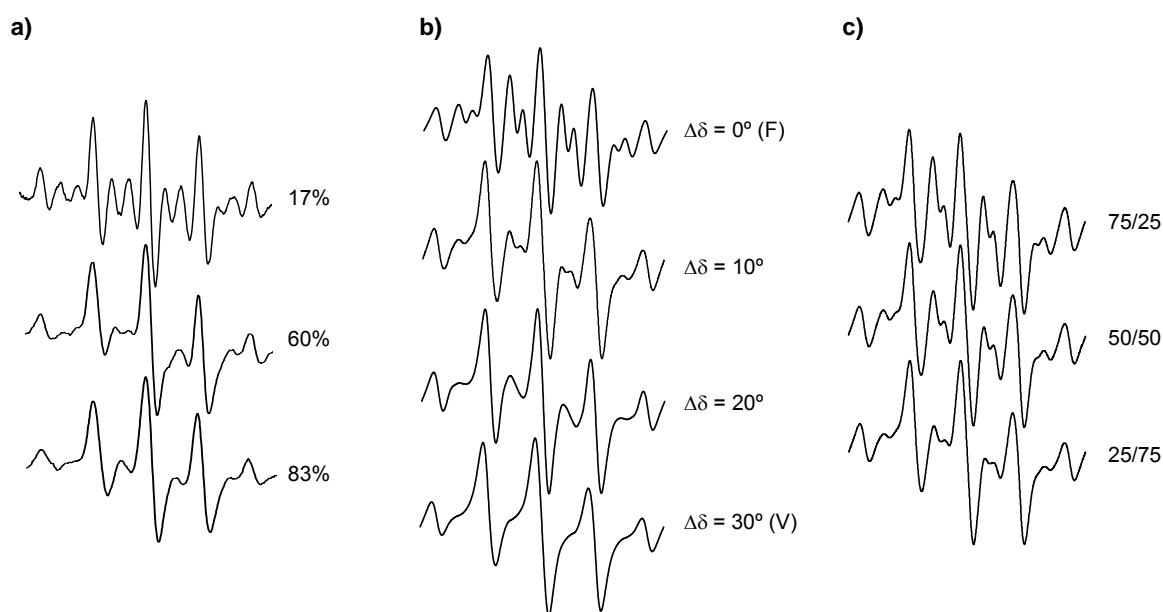 a)
17%
60%
83%
b)
Δδ = 0º (F)
Δδ = 10º
Δδ = 20º
Δδ = 30º (V)
c)
75/25
50/50
25/75